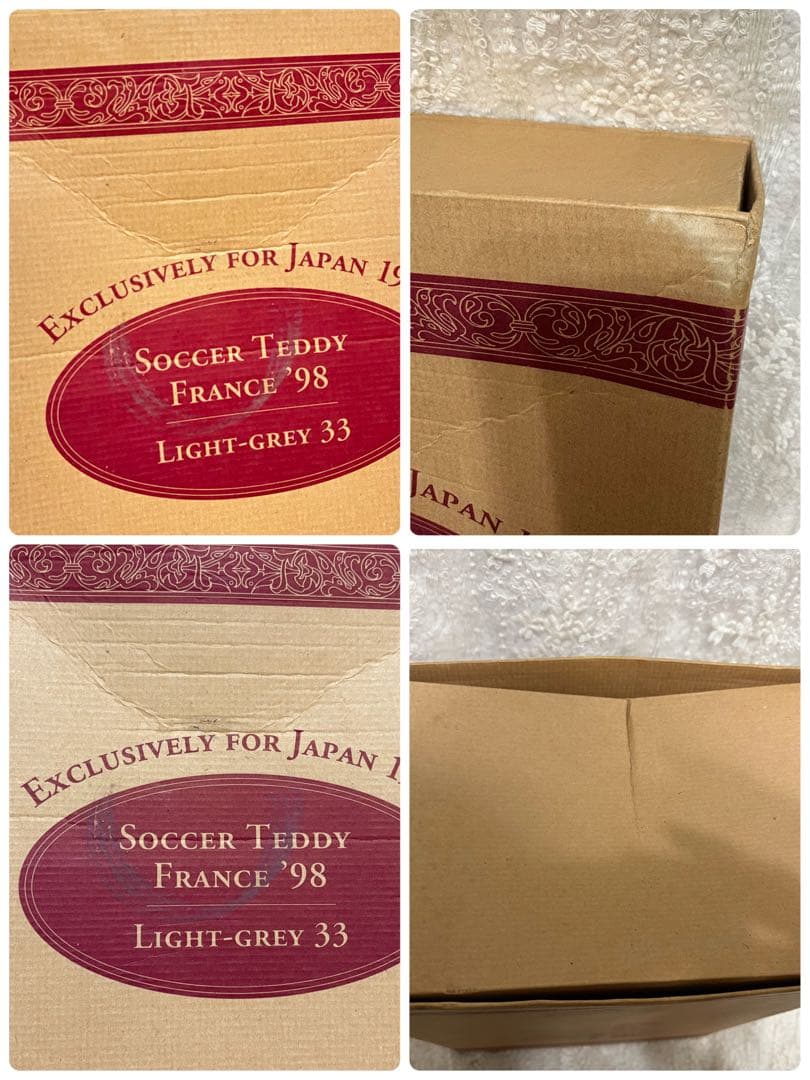 EXCLUSIVELY FOR JAPAN 19
SOCCER TEDDY
FRANCE '98
LIGHT-GREY 33
JAPAN
EXCLUSIVELY FOR JAPAN 1
SOCCER TEDDY
FRANCE '98
LIGHT-GREY 33